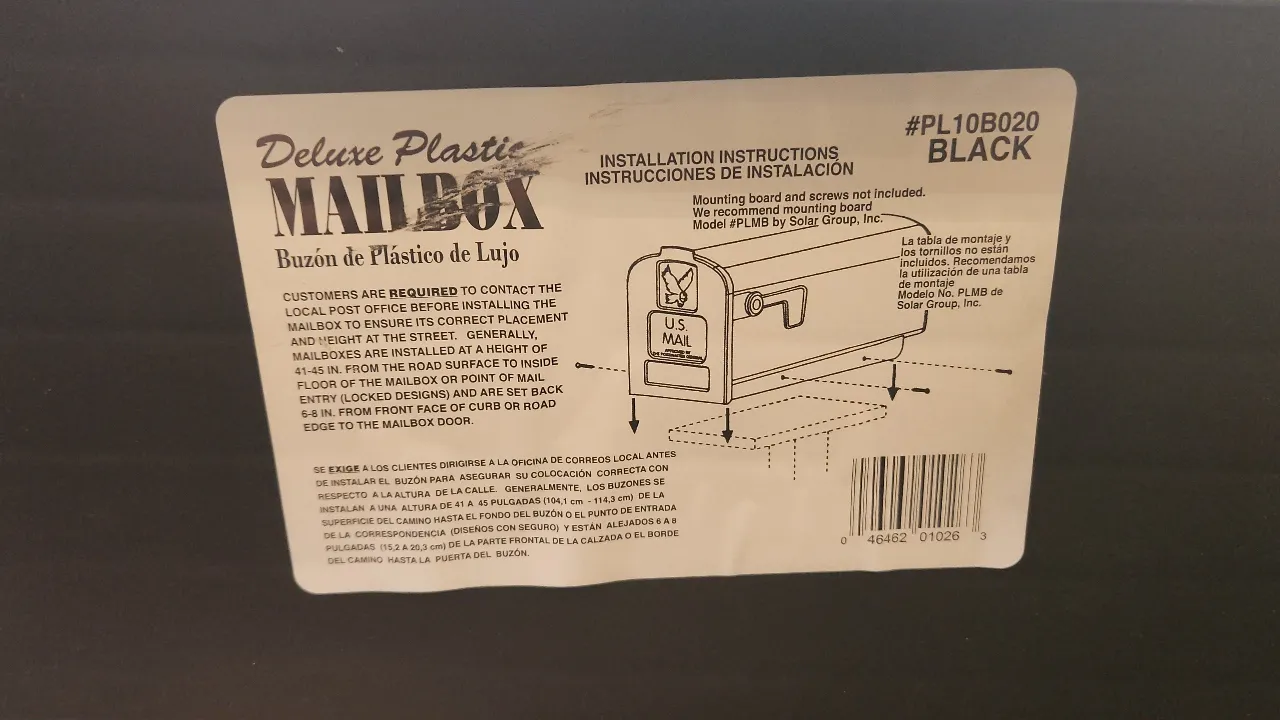 Deluxe Plastic
MAILBOX
Buzón de Plástico de Lujo
CUSTOMERS ARE REQUIRED TO CONTACT THE
LOCAL POST OFFICE BEFORE INSTALLING THE
MAILBOX TO ENSURE ITS CORRECT PLACEMENT
AND HEIGHT AT THE STREET. GENERALLY,
MAILBOXES ARE INSTALLED AT A HEIGHT OF
41-45 IN. FROM THE ROAD SURFACE TO INSIDE
FLOOR OF THE MAILBOX OR POINT OF MAIL
ENTRY (LOCKED DESIGNS) AND ARE SET BACK
6-8 IN. FROM FRONT FACE OF CURB OR ROAD
EDGE TO THE MAILBOX DOOR.
SE EXIGE A LOS CLIENTES DIRIGIRSE A LA OFICINA DE CORREOS LOCAL ANTES
DE INSTALAR EL BUZÓN PARA ASEGURAR SU COLOCACIÓN CORRECTA CON
RESPECTO A LA ALTURA DE LA CALLE. GENERALMENTE, LOS BUZONES SE
INSTALAN A UNA ALTURA DE 41 A 45 PULGADAS (104,1 cm - 114,3 cm) DE LA
SUPERFICIE DEL CAMINO HASTA EL FONDO DEL BUZÓN O EL PUNTO DE ENTRADA
DE LA CORRESPONDENCIA (DISEÑOS CON SEGURO) Y ESTÁN ALEJADOS 6 A 8
PULGADAS (15,2 A 20,3 cm) DE LA PARTE FRONTAL DE LA CALZADA O EL BORDE
DEL CAMINO HASTA LA PUERTA DEL BUZÓN.
INSTALLATION INSTRUCTIONS
INSTRUCCIONES DE INSTALACIÓN
#PL10B020
BLACK
Mounting board and screws not included.
We recommend mounting board
Model #PLMB by Solar Group, Inc.
La tabla de montaje y
los tornillos no están
incluidos. Recomendamos
la utilización de una tabla
de montaje
Modelo No. PLMB de
Solar Group, Inc.
U.S.
MAIL
0 46462 01026 3